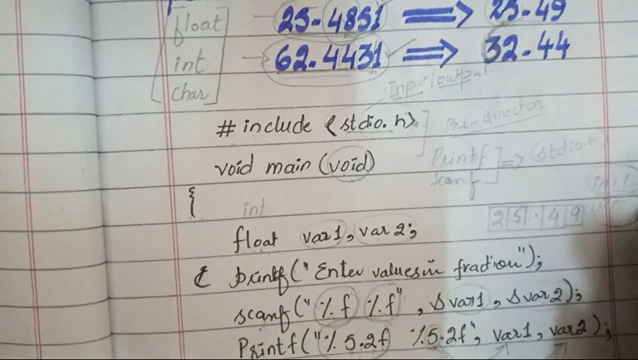 float 25.4851 => 25.49
int 62.4431 => 32.44
char
Input/output
# include <stdio.h>
Pre-director
void main (void)
Printf => (stdio.h)
scanf
{
int
25.49
float var1, var2;
printf("Enter values in fraction");
scanf("%f %f", &var1, &var2);
Printf("%5.2f %5.2f", var1, var2);